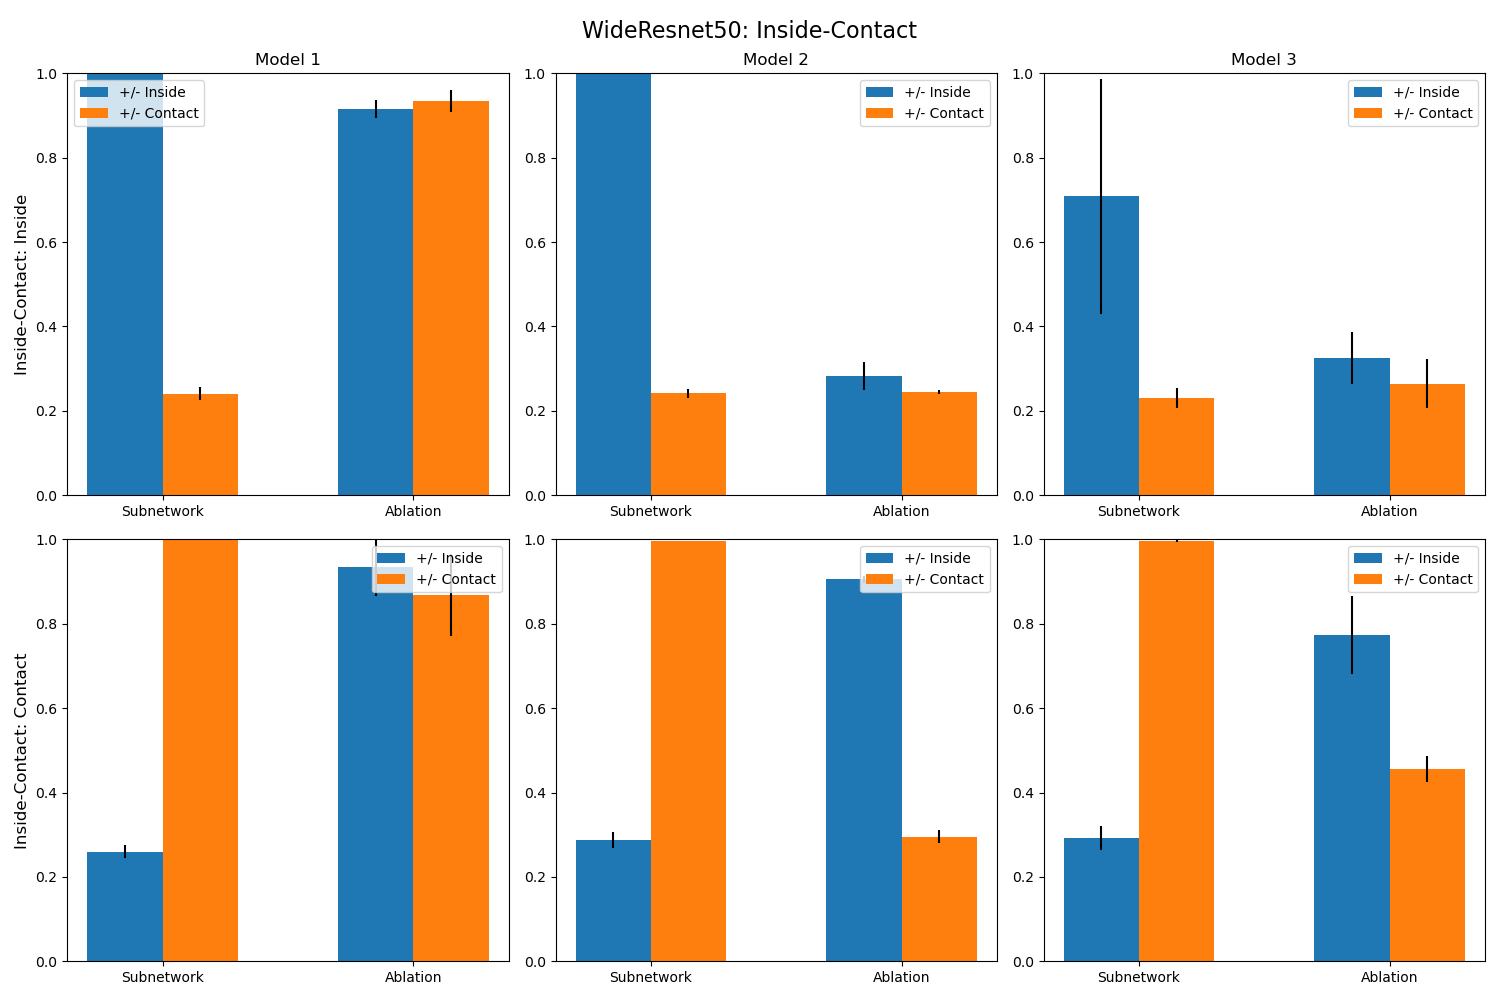 WideResnet50: Inside-Contact
Model 1
Model 2
Model 3
Inside-Contact: Inside
1.0
0.8
0.6
0.4
0.2
0.0
+/- Inside
+/- Contact
Subnetwork
Ablation
1.0
0.8
0.6
0.4
0.2
0.0
+/- Inside
+/- Contact
Subnetwork
Ablation
1.0
0.8
0.6
0.4
0.2
0.0
+/- Inside
+/- Contact
Subnetwork
Ablation
Inside-Contact: Contact
1.0
0.8
0.6
0.4
0.2
0.0
+/- Inside
+/- Contact
Subnetwork
Ablation
1.0
0.8
0.6
0.4
0.2
0.0
+/- Inside
+/- Contact
Subnetwork
Ablation
1.0
0.8
0.6
0.4
0.2
0.0
+/- Inside
+/- Contact
Subnetwork
Ablation